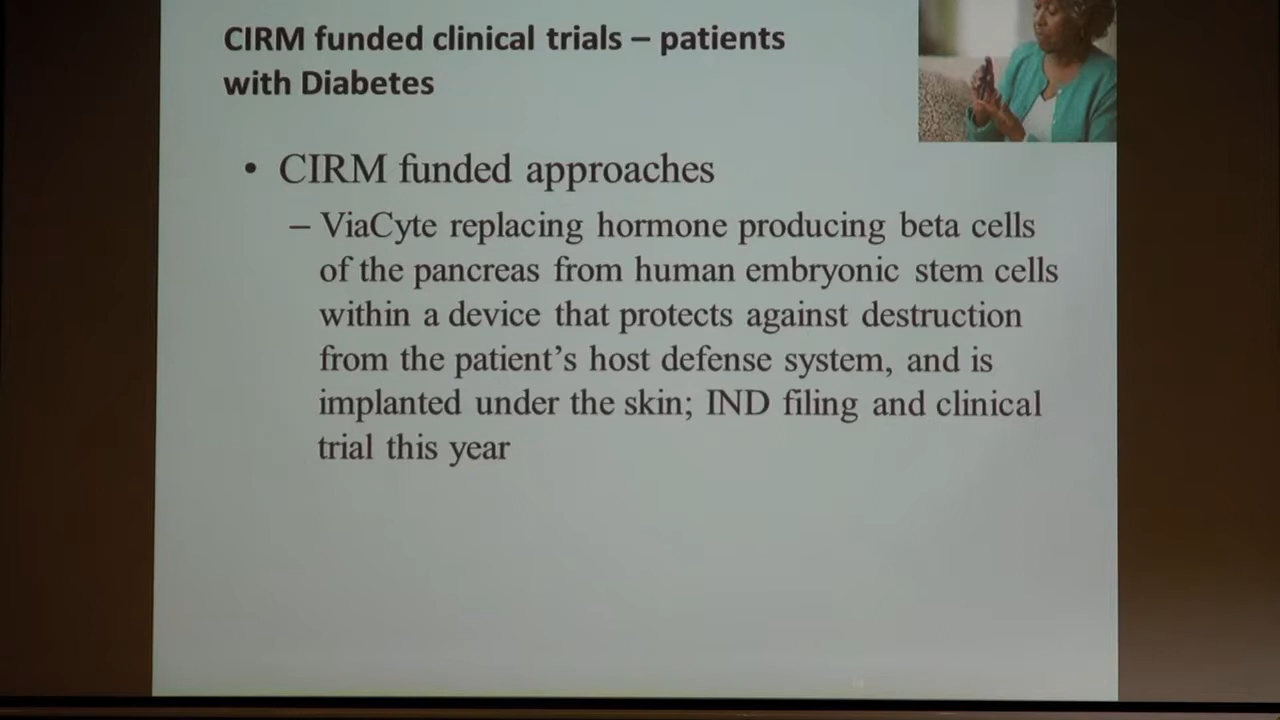 CIRM funded clinical trials – patients
with Diabetes
• CIRM funded approaches
– ViaCyte replacing hormone producing beta cells
of the pancreas from human embryonic stem cells
within a device that protects against destruction
from the patient’s host defense system, and is
implanted under the skin; IND filing and clinical
trial this year